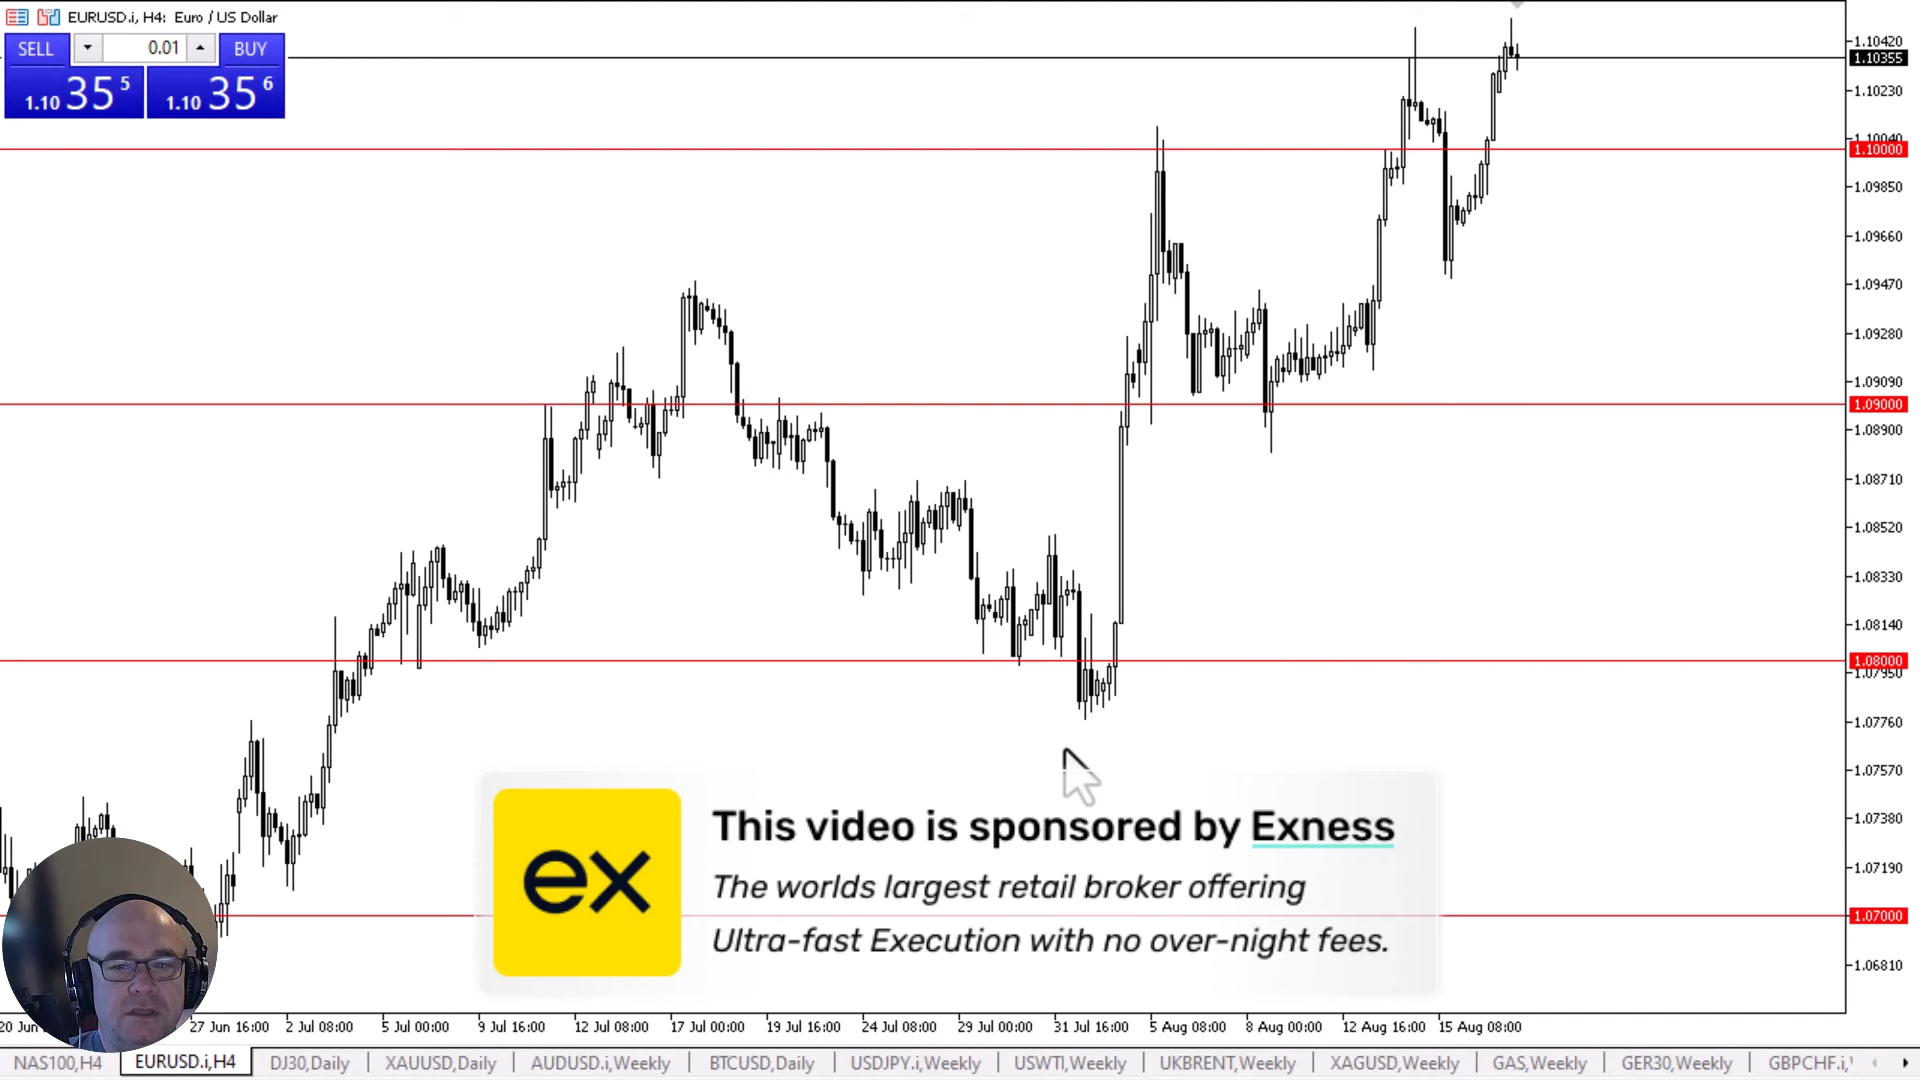 EURUSD.i, H4: Euro / US Dollar
SELL 0.01 BUY
1.10 35 5 1.10 35 6
1.10420
1.10355
1.10230
1.10040
1.10000
1.09850
1.09660
1.09470
1.09280
1.09090
1.09000
1.08900
1.08710
1.08520
1.08330
1.08140
1.08000
1.07950
1.07760
1.07570
1.07380
1.07190
1.07000
1.06810
ex
This video is sponsored by Exness
The worlds largest retail broker offering
Ultra-fast Execution with no over-night fees.
20 Jun 27 Jun 16:00 2 Jul 08:00 5 Jul 00:00 9 Jul 16:00 12 Jul 08:00 17 Jul 00:00 19 Jul 16:00 24 Jul 08:00 29 Jul 00:00 31 Jul 16:00 5 Aug 08:00 8 Aug 00:00 12 Aug 16:00 15 Aug 08:00
NAS100,H4 EURUSD.i,H4 DJ30,Daily XAUUSD,Daily AUDUSD.i,Weekly BTCUSD,Daily USDJPY.i,Weekly USWTI,Weekly UKBRENT,Weekly XAGUSD,Weekly GAS,Weekly GER30,Weekly GBPCHF.i,